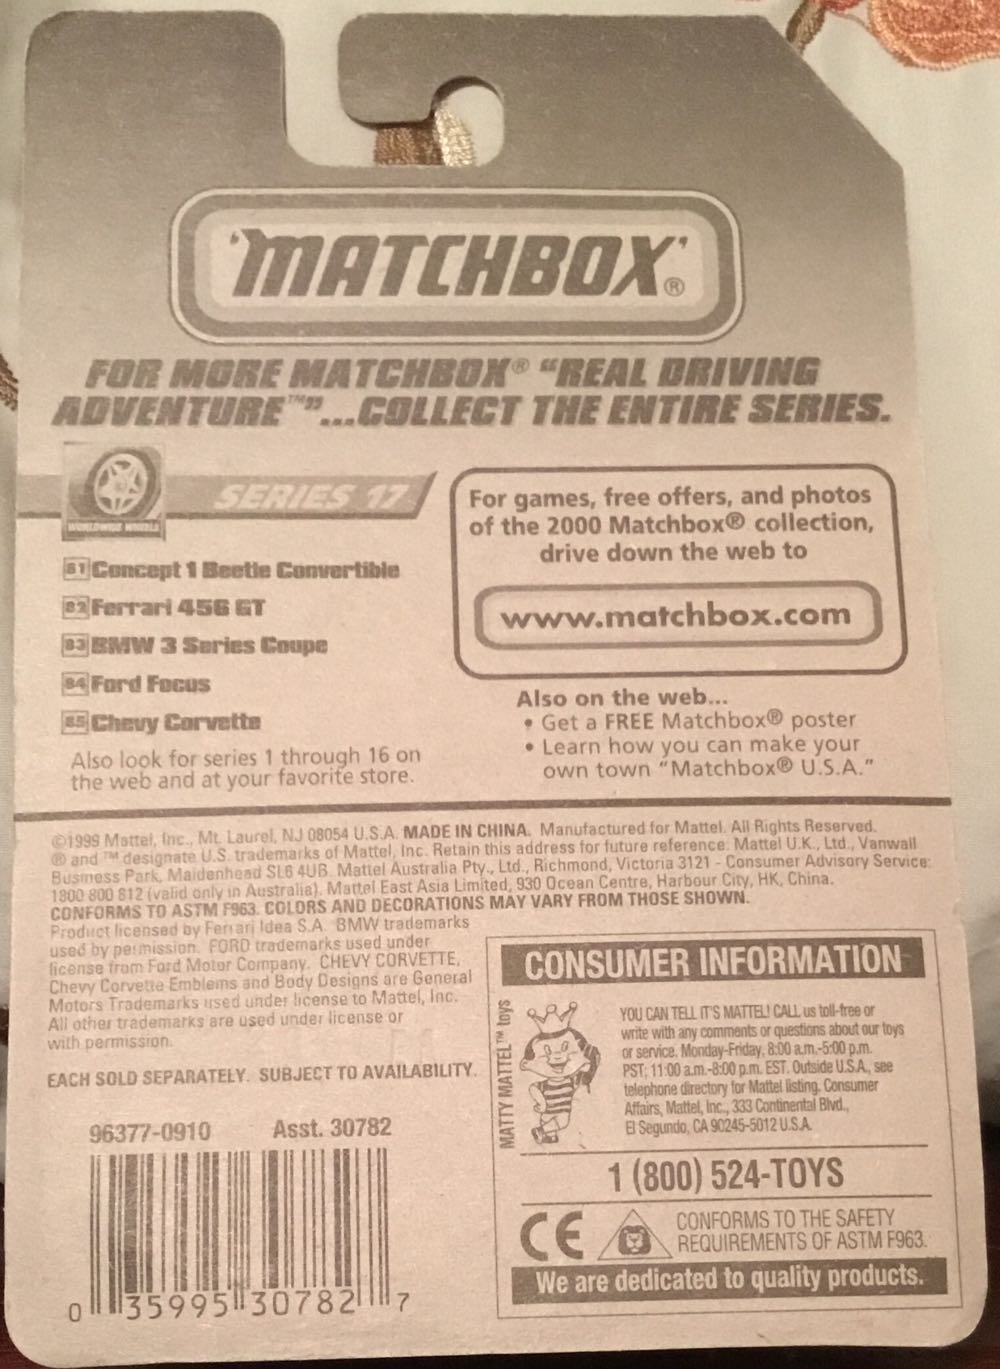 'MATCHBOX'®
FOR MORE MATCHBOX® “REAL DRIVING
ADVENTURE™”...COLLECT THE ENTIRE SERIES.
WORLDWIDE WHEELS
SERIES 17
81 Concept 1 Beetle Convertible
82 Ferrari 456 GT
83 BMW 3 Series Coupe
84 Ford Focus
85 Chevy Corvette
Also look for series 1 through 16 on
the web and at your favorite store.
For games, free offers, and photos
of the 2000 Matchbox® collection,
drive down the web to
www.matchbox.com
Also on the web...
• Get a FREE Matchbox® poster
• Learn how you can make your
own town “Matchbox® U.S.A.”
©1999 Mattel, Inc., Mt. Laurel, NJ 08054 U.S.A. MADE IN CHINA. Manufactured for Mattel. All Rights Reserved.
® and ™ designate U.S. trademarks of Mattel, Inc. Retain this address for future reference: Mattel U.K., Ltd., Vanwall
Business Park, Maidenhead SL6 4UB. Mattel Australia Pty., Ltd., Richmond, Victoria 3121 - Consumer Advisory Service:
1800 800 812 (valid only in Australia). Mattel East Asia Limited, 930 Ocean Centre, Harbour City, HK, China.
CONFORMS TO ASTM F963. COLORS AND DECORATIONS MAY VARY FROM THOSE SHOWN.
Product licensed by Ferrari Idea S.A. BMW trademarks
used by permission. FORD trademarks used under
license from Ford Motor Company. CHEVY CORVETTE,
Chevy Corvette Emblems and Body Designs are General
Motors Trademarks used under license to Mattel, Inc.
All other trademarks are used under license or
with permission.
EACH SOLD SEPARATELY. SUBJECT TO AVAILABILITY.
96377-0910 Asst. 30782
0 35995 30782 7
CONSUMER INFORMATION
MATTY MATTEL™ toys
YOU CAN TELL IT'S MATTEL! CALL us toll-free or
write with any comments or questions about our toys
or service. Monday-Friday, 8:00 a.m.-5:00 p.m.
PST; 11:00 a.m.-8:00 p.m. EST. Outside U.S.A., see
telephone directory for Mattel listing. Consumer
Affairs, Mattel, Inc., 333 Continental Blvd.,
El Segundo, CA 90245-5012 U.S.A.
1 (800) 524-TOYS
CE
CONFORMS TO THE SAFETY
REQUIREMENTS OF ASTM F963.
We are dedicated to quality products.